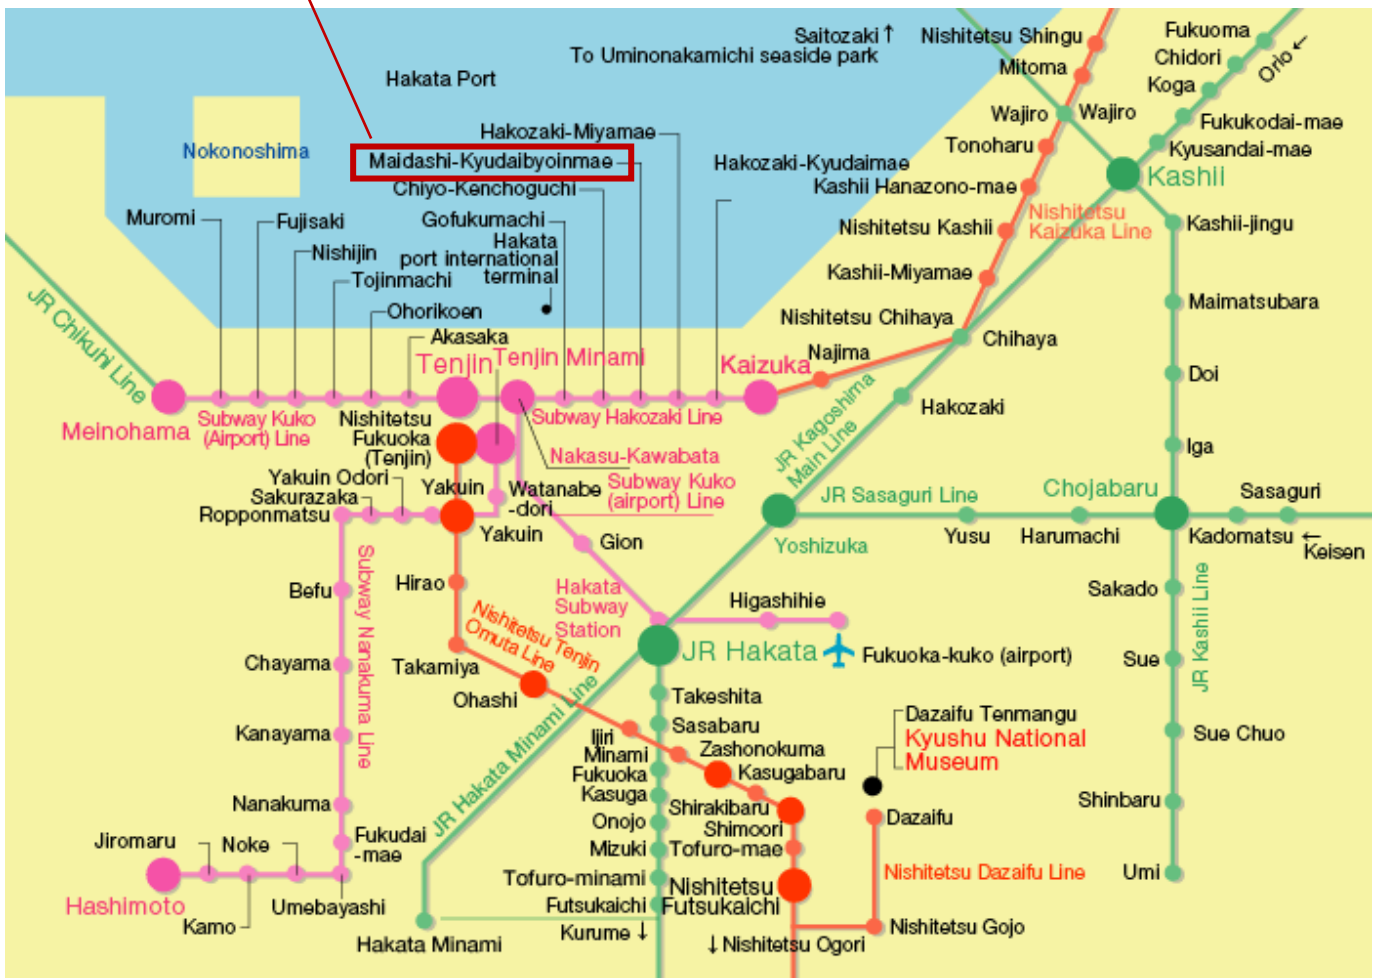 Saitozaki ↑
To Uminonakamichi seaside park
Hakata Port
Nokonoshima
Nishitetsu Shingu
Mitoma
Wajiro
Wajiro
Tonoharu
Fukuoma
Chidori
Koga
Orio ←
Fukukodai-mae
Kyusandai-mae
Kashii
Hakozaki-Miyamae
Maidashi-Kyudaibyoinmae
Chiyo-Kenchoguchi
Gofukumachi
Hakata
port international
terminal
Hakozaki-Kyudaimae
Kashii Hanazono-mae
Nishitetsu
Kaizuka Line
Nishitetsu Kashii
Kashii-Miyamae
Nishitetsu Chihaya
Chihaya
Kashii-jingu
Maimatsubara
Doi
Iga
Muromi
Fujisaki
Nishijin
Tojinmachi
Ohorikoen
Akasaka
JR Chikuhi Line
Tenjin
Tenjin Minami
Kaizuka
Najima
Meinohama
Subway Kuko
(Airport) Line
Nishitetsu
Fukuoka
(Tenjin)
Subway Hakozaki Line
Nakasu-Kawabata
Subway Kuko
(airport) Line
JR Kagoshima
Main Line
Hakozaki
Yakuin Odori
Sakurazaka
Ropponmatsu
Yakuin
Yakuin
Watanabe
-dori
Gion
JR Sasaguri Line
Yoshizuka
Yusu
Harumachi
Chojabaru
Sasaguri
Kadomatsu
←
Keisen
Befu
Chayama
Kanayama
Nanakuma
Subway Nanakuma Line
Fukudai
-mae
Jiromaru
Noke
Hashimoto
Kamo
Umebayashi
Hirao
Takamiya
Nishitetsu Tenjin
Omuta Line
Ohashi
Hakata
Subway
Station
Higashihie
JR Hakata
Fukuoka-kuko (airport)
JR Hakata Minami Line
Hakata Minami
Takeshita
Sasabaru
Ijiri
Minami
Fukuoka
Kasuga
Onojo
Mizuki
Tofuro-minami
Futsukaichi
Kurume ↓
Zashonokuma
Kasugabaru
Shirakibaru
Shimoori
Tofuro-mae
Nishitetsu
Futsukaichi
↓ Nishitetsu Ogori
Dazaifu Tenmangu
Kyushu National
Museum
Dazaifu
Nishitetsu Dazaifu Line
Nishitetsu Gojo
Sakado
Sue
JR Kashii Line
Sue Chuo
Shinbaru
Umi